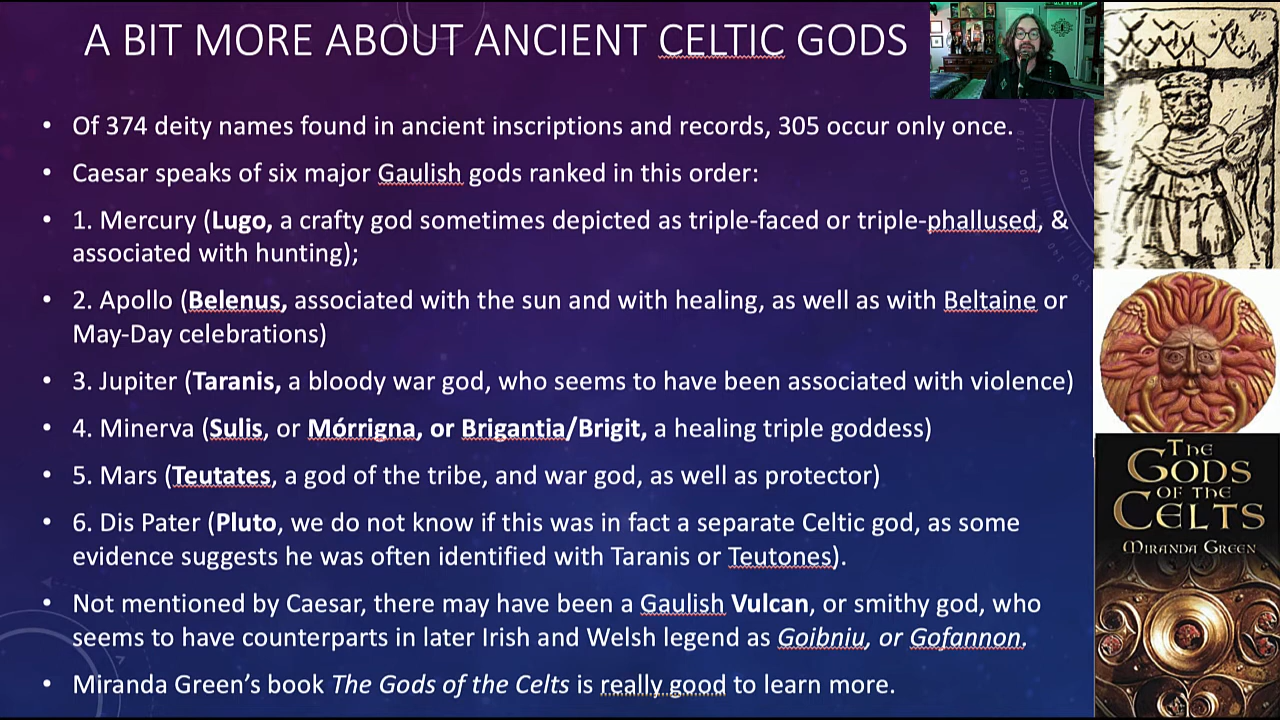 A BIT MORE ABOUT ANCIENT CELTIC GODS
• Of 374 deity names found in ancient inscriptions and records, 305 occur only once.
• Caesar speaks of six major Gaulish gods ranked in this order:
• 1. Mercury (Lugo, a crafty god sometimes depicted as triple-faced or triple-phallused, &
associated with hunting);
• 2. Apollo (Belenus, associated with the sun and with healing, as well as with Beltaine or
May-Day celebrations)
• 3. Jupiter (Taranis, a bloody war god, who seems to have been associated with violence)
• 4. Minerva (Sulis, or Mórrigna, or Brigantia/Brigit, a healing triple goddess)
• 5. Mars (Teutates, a god of the tribe, and war god, as well as protector)
• 6. Dis Pater (Pluto, we do not know if this was in fact a separate Celtic god, as some
evidence suggests he was often identified with Taranis or Teutones).
• Not mentioned by Caesar, there may have been a Gaulish Vulcan, or smithy god, who
seems to have counterparts in later Irish and Welsh legend as Goibniu, or Gofannon.
• Miranda Green's book The Gods of the Celts is really good to learn more.
THE
GODS
OF THE
CELTS
MIRANDA GREEN